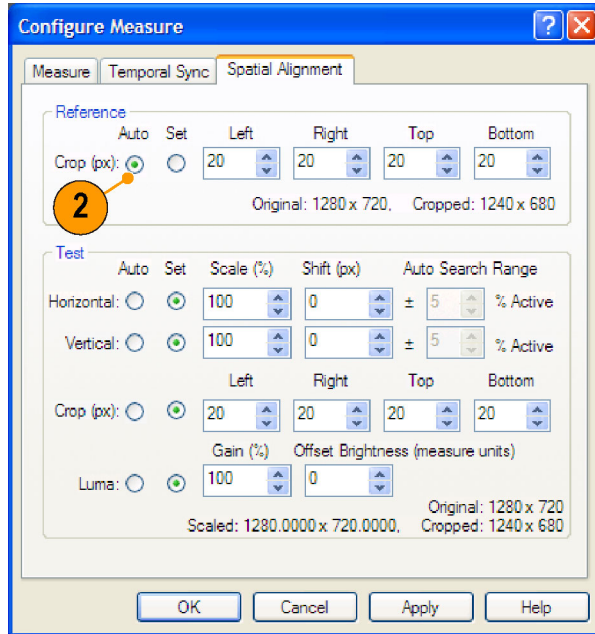 Configure Measure
Measure Temporal Sync Spatial Alignment
Reference
Auto Set Left Right Top Bottom
Crop (px): 20 20 20 20
2
Original: 1280 x 720, Cropped: 1240 x 680
Test
Auto Set Scale (%) Shift (px) Auto Search Range
Horizontal: 100 0 ± 5 % Active
Vertical: 100 0 ± 5 % Active
Left Right Top Bottom
Crop (px): 20 20 20 20
Gain (%) Offset Brightness (measure units)
Luma: 100 0
Original: 1280 x 720
Scaled: 1280.0000 x 720.0000, Cropped: 1240 x 680
OK Cancel Apply Help